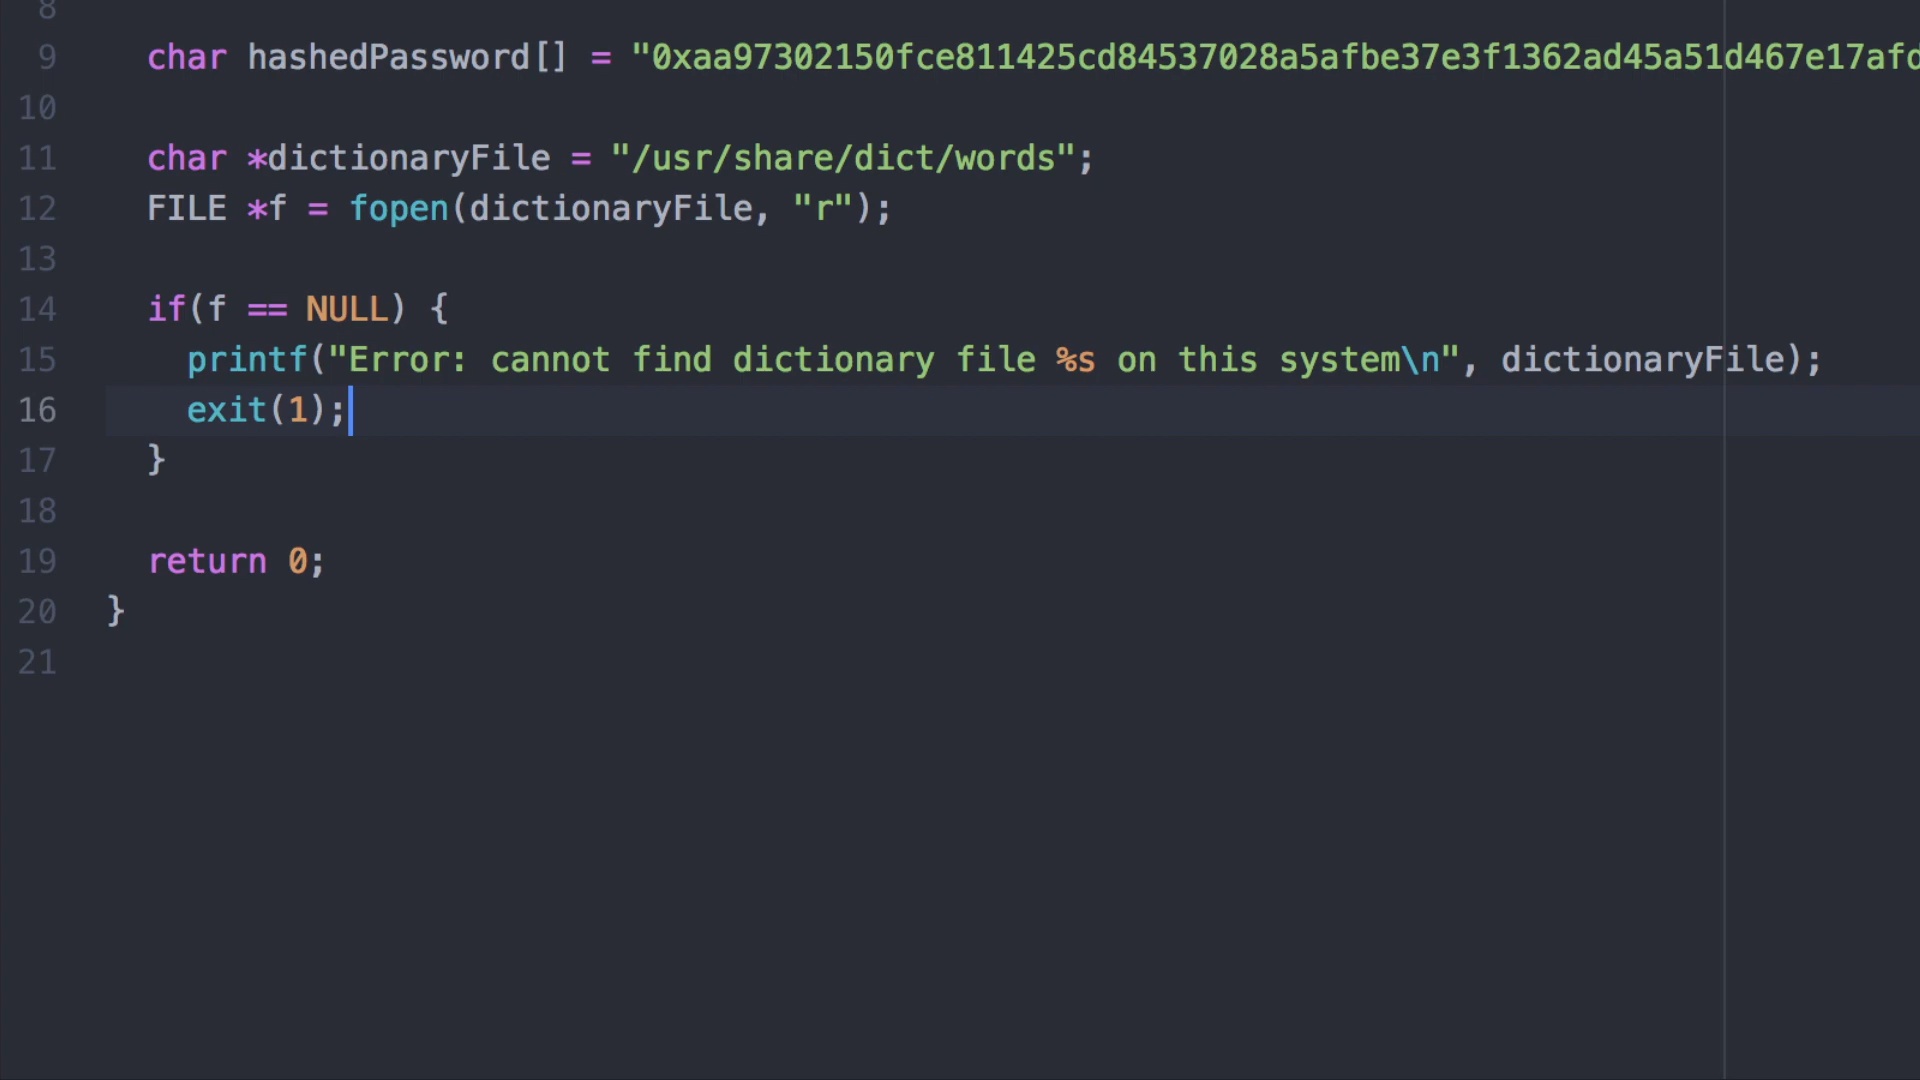 8
9 char hashedPassword[] = "0xaa97302150fce811425cd84537028a5afbe37e3f1362ad45a51d467e17afd
10
11 char *dictionaryFile = "/usr/share/dict/words";
12 FILE *f = fopen(dictionaryFile, "r");
13
14 if(f == NULL) {
15 printf("Error: cannot find dictionary file %s on this system\n", dictionaryFile);
16 exit(1);
17 }
18
19 return 0;
20 }
21